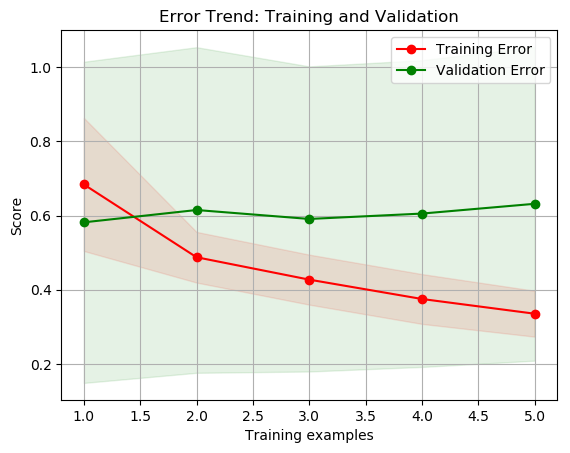 Error Trend: Training and Validation
Training Error
Validation Error
Score
1.0
0.8
0.6
0.4
0.2
1.0 1.5 2.0 2.5 3.0 3.5 4.0 4.5 5.0
Training examples